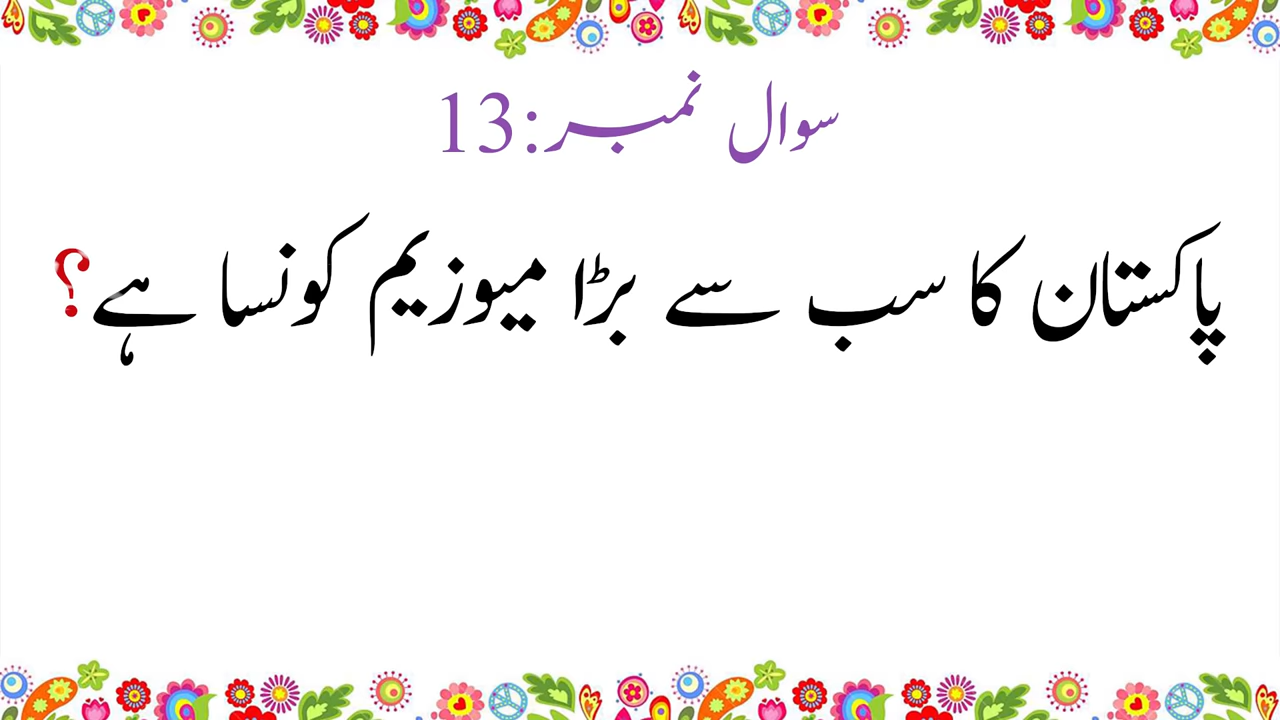 سوال نمبر:13
پاکستان کا سب سے بڑا میوزیم کونسا ہے؟